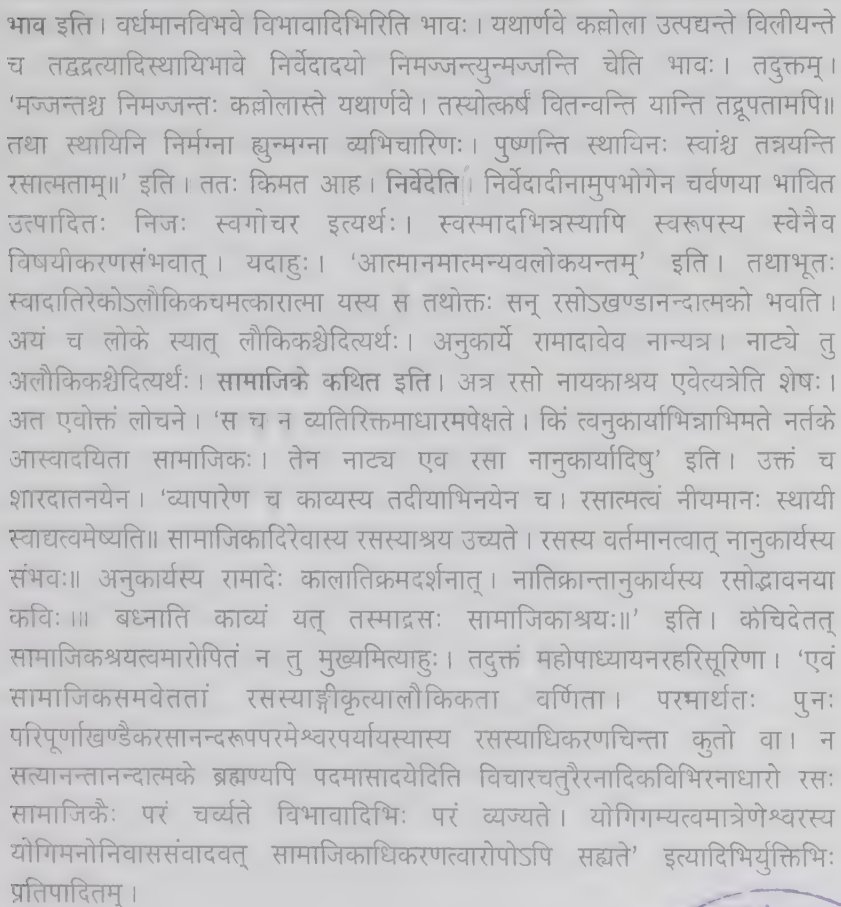 भाव इति। वर्धमानविभवे विभावादिभिरिति भावः। यथार्णवे कल्लोला उत्पद्यन्ते विलीयन्ते
च तद्वद्रत्यादिस्थायिभावे निर्वेदादयो निमज्जन्त्युन्मज्जन्ति चेति भावः। तदुक्तम्।
'मज्जन्तश्च निमज्जन्तः कल्लोलास्ते यथार्णवे। तस्योत्कर्षं वितन्वन्ति यान्ति तद्रूपतामपि॥
तथा स्थायिनि निर्मग्ना ह्युन्मग्ना व्यभिचारिणः। पुष्णन्ति स्थायिनः स्वांश्च तन्नयन्ति
रसात्मताम्॥' इति। ततः किमत आह। निर्वेदेति। निर्वेदादीनामुपभोगेन चर्वणया भावित
उत्पादितः निजः स्वगोचर इत्यर्थः। स्वस्मादभिन्नस्यापि स्वरूपस्य स्वेनैव
विषयीकरणसंभवात्। यदाहुः। 'आत्मानमात्मन्यवलोकयन्तम्' इति। तथाभूतः
स्वादातिरेकोऽलौकिकचमत्कारात्मा यस्य स तथोक्तः सन् रसोऽखण्डानन्दात्मको भवति।
अयं च लोके स्यात् लौकिकश्चेदित्यर्थः। अनुकार्ये रामादावेव नान्यत्र। नाट्ये तु
अलौकिकश्चेदित्यर्थः। सामाजिके कथित इति। अत्र रसो नायकाश्रय एवेत्यत्रेति शेषः।
अत एवोक्तं लोचने। 'स च न व्यतिरिक्तमाधारमपेक्षते। किं त्वनुकार्याभिन्नाभिमते नर्तके
आस्वादयिता सामाजिकः। तेन नाट्य एव रसा नानुकार्यादिषु' इति। उक्तं च
शारदातनयेन। 'व्यापारेण च काव्यस्य तदीयाभिनयेन च। रसात्मत्वं नीयमानः स्थायी
स्वाद्यत्वमेष्यति॥ सामाजिकादिरेवास्य रसस्याश्रय उच्यते। रसस्य वर्तमानत्वात् नानुकार्यस्य
संभवः॥ अनुकार्यस्य रामादेः कालातिक्रमदर्शनात्। नातिक्रान्तानुकार्यस्य रसोद्भावनया
कविः॥। बध्नाति काव्यं यत् तस्माद्रसः सामाजिकाश्रयः॥' इति। केचिदेतत्
सामाजिकश्रयत्वमारोपितं न तु मुख्यमित्याहुः। तदुक्तं महोपाध्यायनरहरिसूरिणा। 'एवं
सामाजिकसमवेततां रसस्याङ्गीकृत्यालौकिकता वर्णिता। परमार्थतः पुनः
परिपूर्णाखण्डैकरसानन्दरूपपरमेश्वरपर्यायस्यास्य रसस्याधिकरणचिन्ता कुतो वा। न
सत्यानन्तानन्दात्मके ब्रह्मण्यपि पदमासादयेदिति विचारचतुरैरनादिकविभिरनाधारो रसः
सामाजिकैः परं चर्व्यते विभावादिभिः परं व्यज्यते। योगिगम्यत्वमात्रेणेश्वरस्य
योगिमनोनिवाससंवादवत् सामाजिकाधिकरणत्वारोपोऽपि सह्यते' इत्यादिभिर्युक्तिभिः
प्रतिपादितम्।